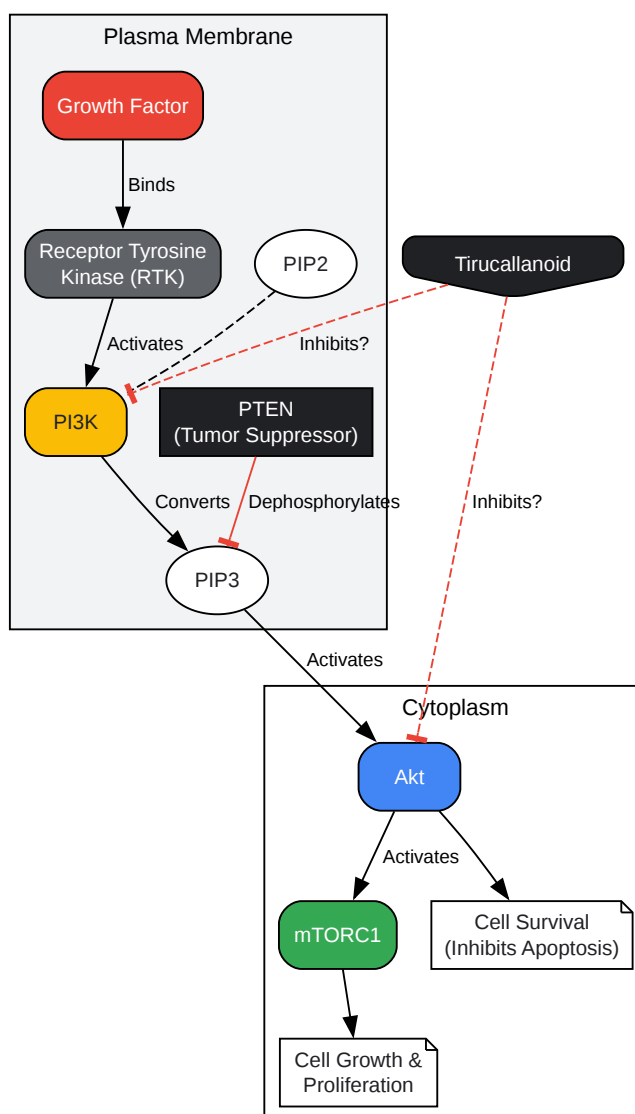 Plasma Membrane
Growth Factor
Binds
Receptor Tyrosine
Kinase (RTK)
PIP2
Tirucallanoid
Activates
Inhibits?
PI3K
PTEN
(Tumor Suppressor)
Converts
Dephosphorylates
Inhibits?
PIP3
Activates
Cytoplasm
Akt
Activates
mTORC1
Cell Survival
(Inhibits Apoptosis)
Cell Growth &
Proliferation